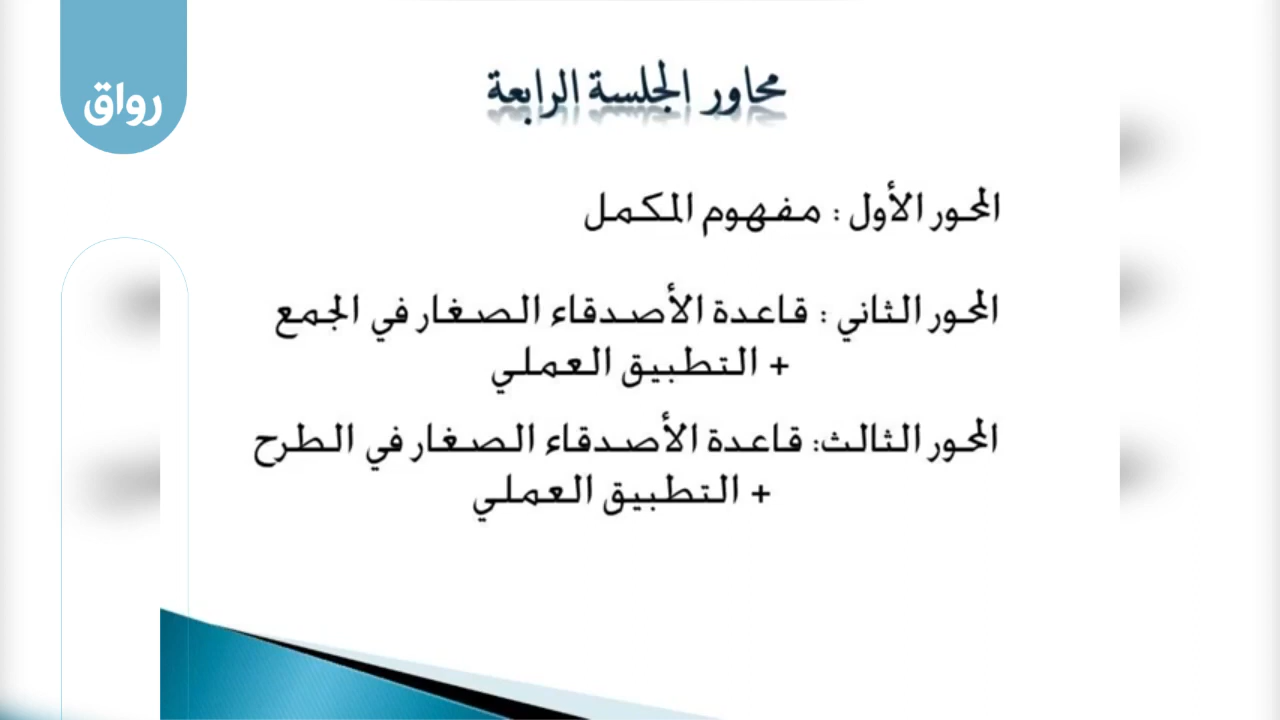 رواق
محاور الجلسة الرابعة
المحور الأول : مفهوم المكمل
المحور الثاني : قاعدة الأصدقاء الصغار في الجمع
+ التطبيق العملي
المحور الثالث: قاعدة الأصدقاء الصغار في الطرح
+ التطبيق العملي